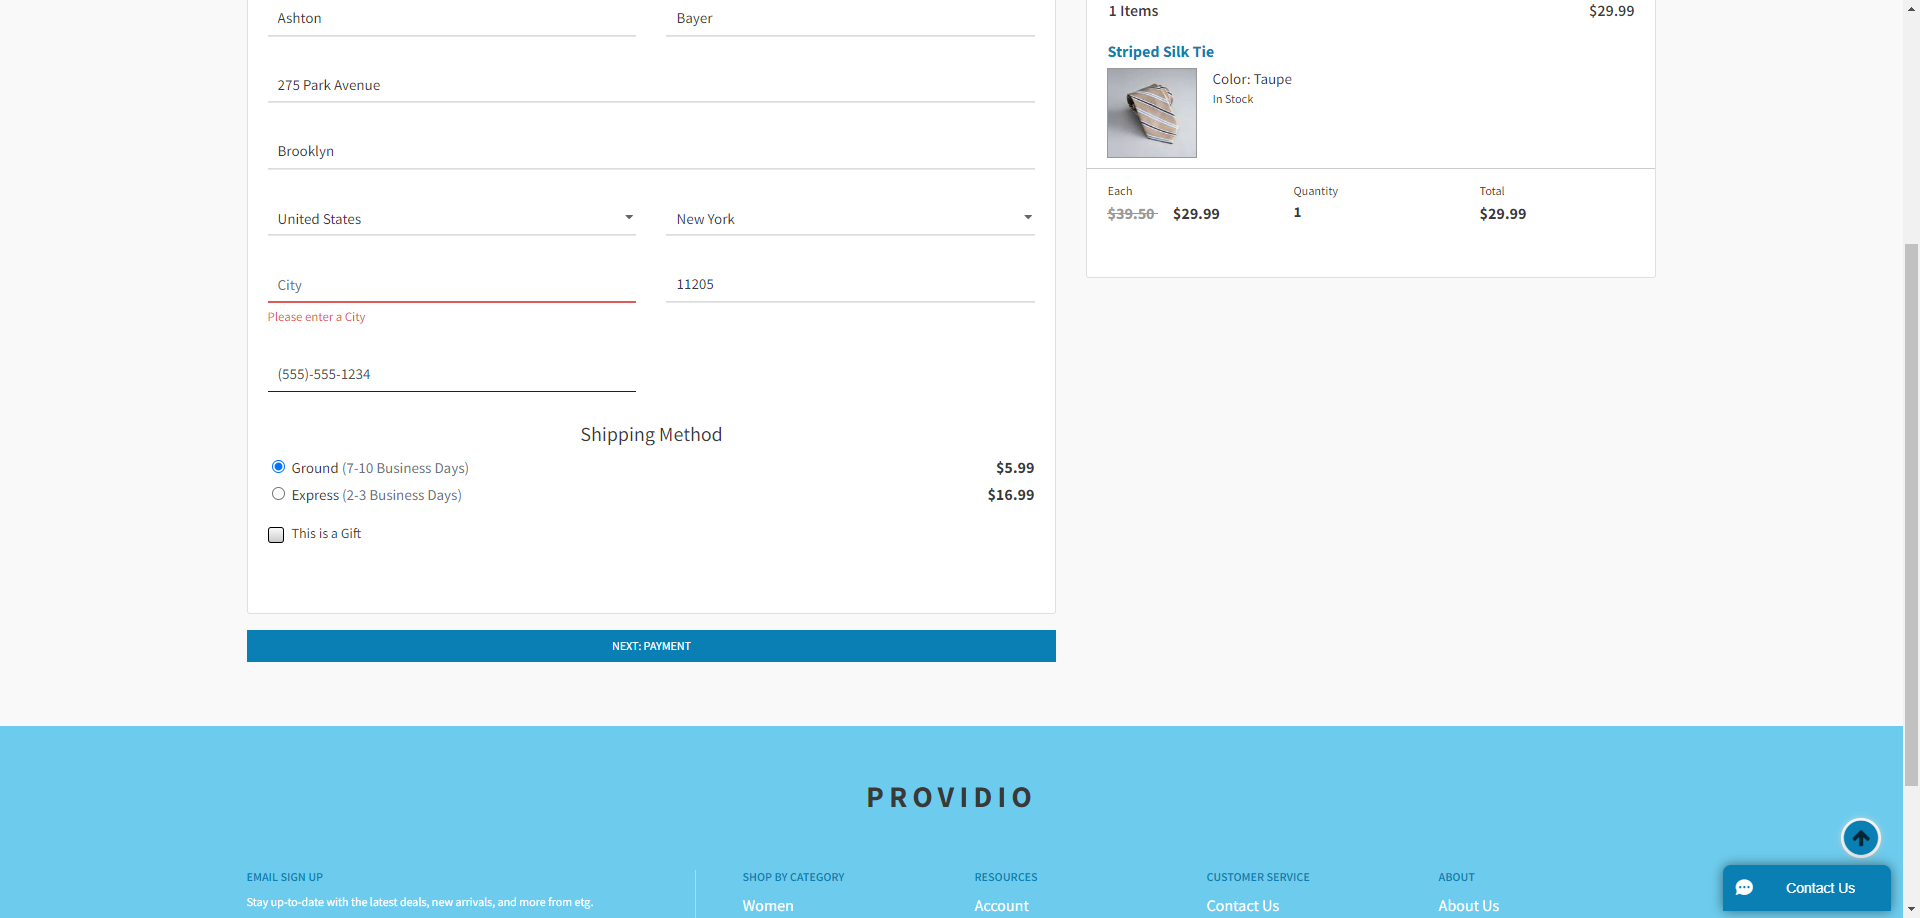 Ashton
Bayer
275 Park Avenue
Brooklyn
United States
New York
City
11205
Please enter a City
(555)-555-1234
Shipping Method
Ground (7-10 Business Days)
$5.99
Express (2-3 Business Days)
$16.99
This is a Gift
NEXT: PAYMENT
1 Items
$29.99
Striped Silk Tie
Color: Taupe
In Stock
Each
Quantity
Total
$39.50 $29.99
1
$29.99
PROVIDIO
EMAIL SIGN UP
Stay up-to-date with the latest deals, new arrivals, and more from etg.
SHOP BY CATEGORY
Women
RESOURCES
Account
CUSTOMER SERVICE
Contact Us
ABOUT
About Us
Contact Us